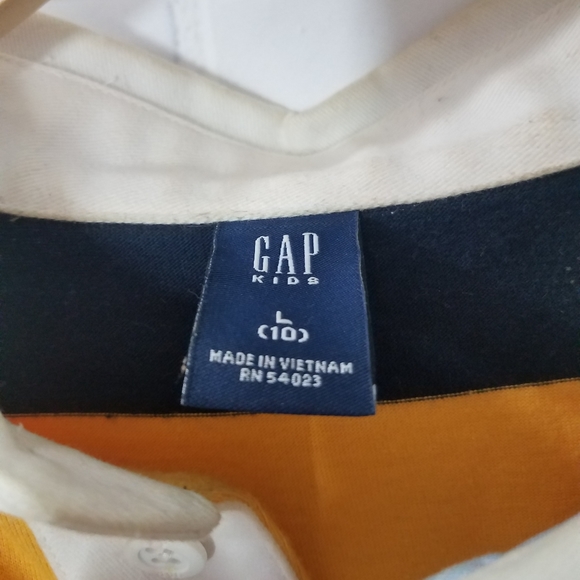 GAP
KIDS
L
(10)
MADE IN VIETNAM
RN 54023